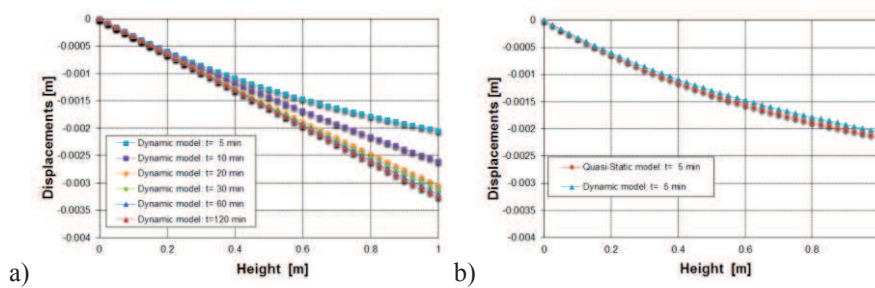 a)
Displacements [m]
0
-0.0005
-0.001
-0.0015
-0.002
-0.0025
-0.003
-0.0035
-0.004
Dynamic model: t= 5 min
Dynamic model: t= 10 min
Dynamic model: t= 20 min
Dynamic model: t= 30 min
Dynamic model: t= 60 min
Dynamic model: t=120 min
0 0.2 0.4 0.6 0.8 1
Height [m]
b)
Displacements [m]
0
-0.0005
-0.001
-0.0015
-0.002
-0.0025
-0.003
-0.0035
-0.004
Quasi-Static model: t= 5 min
Dynamic model: t= 5 min
0 0.2 0.4 0.6 0.8
Height [m]